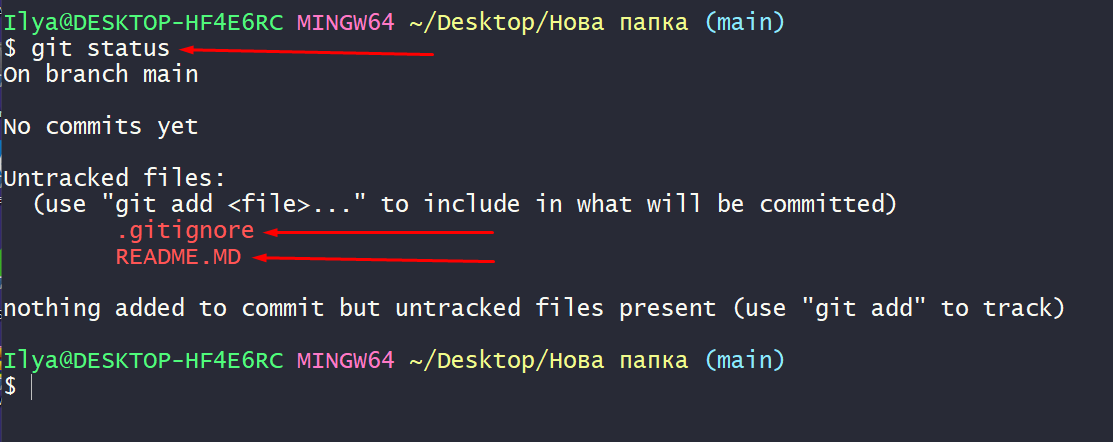 Ilya@DESKTOP-HF4E6RC MINGW64 ~/Desktop/Нова папка (main)
$ git status
On branch main
No commits yet
Untracked files:
(use "git add <file>..." to include in what will be committed)
.gitignore
README.MD
nothing added to commit but untracked files present (use "git add" to track)
Ilya@DESKTOP-HF4E6RC MINGW64 ~/Desktop/Нова папка (main)
$